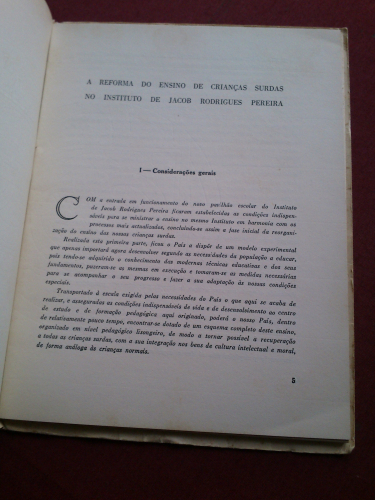 A REFORMA DO ENSINO DE CRIANÇAS SURDAS
NO INSTITUTO DE JACOB RODRIGUES PEREIRA
I — Considerações gerais
COM a entrada em funcionamento do novo pavilhão escolar do Instituto
de Jacob Rodrigues Pereira ficaram estabelecidas as condições indispen-
sáveis para se ministrar o ensino no mesmo Instituto em harmonia com os
processos mais actualizados, concluindo-se assim a fase inicial da reorgani-
zação do ensino das nossas crianças surdas.
Realizada esta primeira parte, ficou o País a dispor de um modelo experimental
que apenas importará agora desenvolver segundo as necessidades da população a educar,
pois tendo-se adquirido o conhecimento das modernas técnicas educativas e dos seus
fundamentos, puseram-se as mesmas em execução e tomaram-se as medidas necessárias
para se acompanhar o seu progresso e fazer a sua adaptação às nossas condições
especiais.
Transportado à escala exigida pelas necessidades do País o que aqui se acaba de
realizar, e asseguradas as condições indispensáveis de vida e de desenvolvimento ao centro
de estudo e de formação pedagógica aqui originado, poderá o nosso País, dentro
de relativamente pouco tempo, encontrar-se dotado de um esquema completo deste ensino,
organizado em nível pedagógico lisongeiro, de modo a tornar possível a recuperação
a todas as crianças surdas, com a sua integração nos bens da cultura intelectual e moral,
de forma análoga às crianças normais.
5